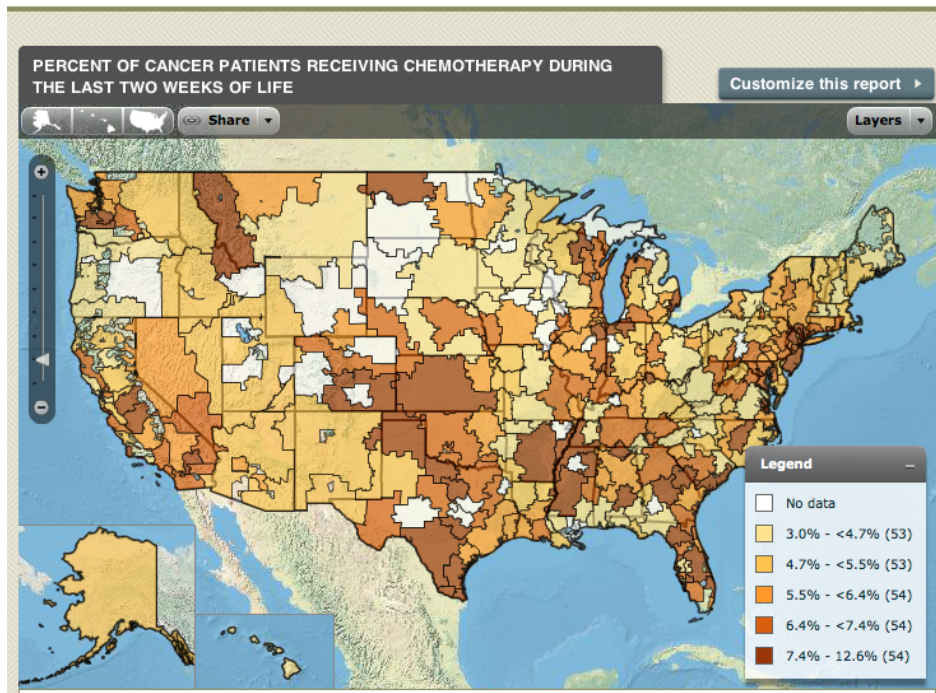 PERCENT OF CANCER PATIENTS RECEIVING CHEMOTHERAPY DURING
THE LAST TWO WEEKS OF LIFE
Customize this report
Share
Layers
Legend
No data
3.0% - <4.7% (53)
4.7% - <5.5% (53)
5.5% - <6.4% (54)
6.4% - <7.4% (54)
7.4% - 12.6% (54)